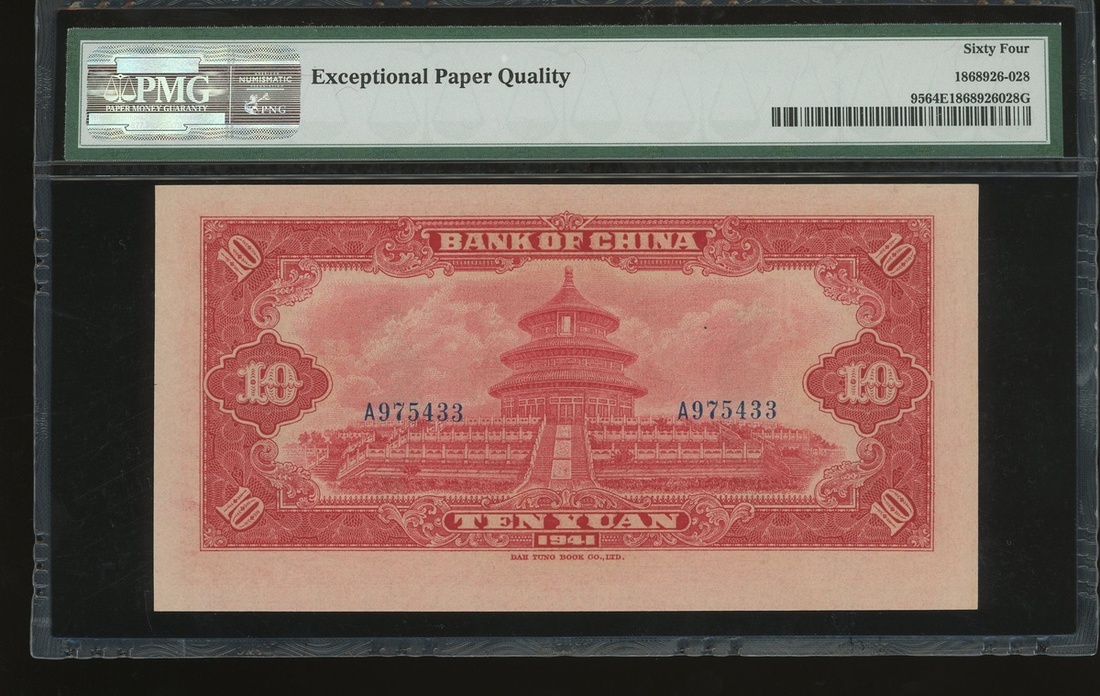 PMG
PAPER MONEY GUARANTY
NUMISMATIC
PNG
Exceptional Paper Quality
Sixty Four
1868926-028
9564E1868926028G
BANK OF CHINA
10
10
10
10
A975433
A975433
10
10
TEN YUAN
1941
DAH TUNG BOOK CO., LTD.